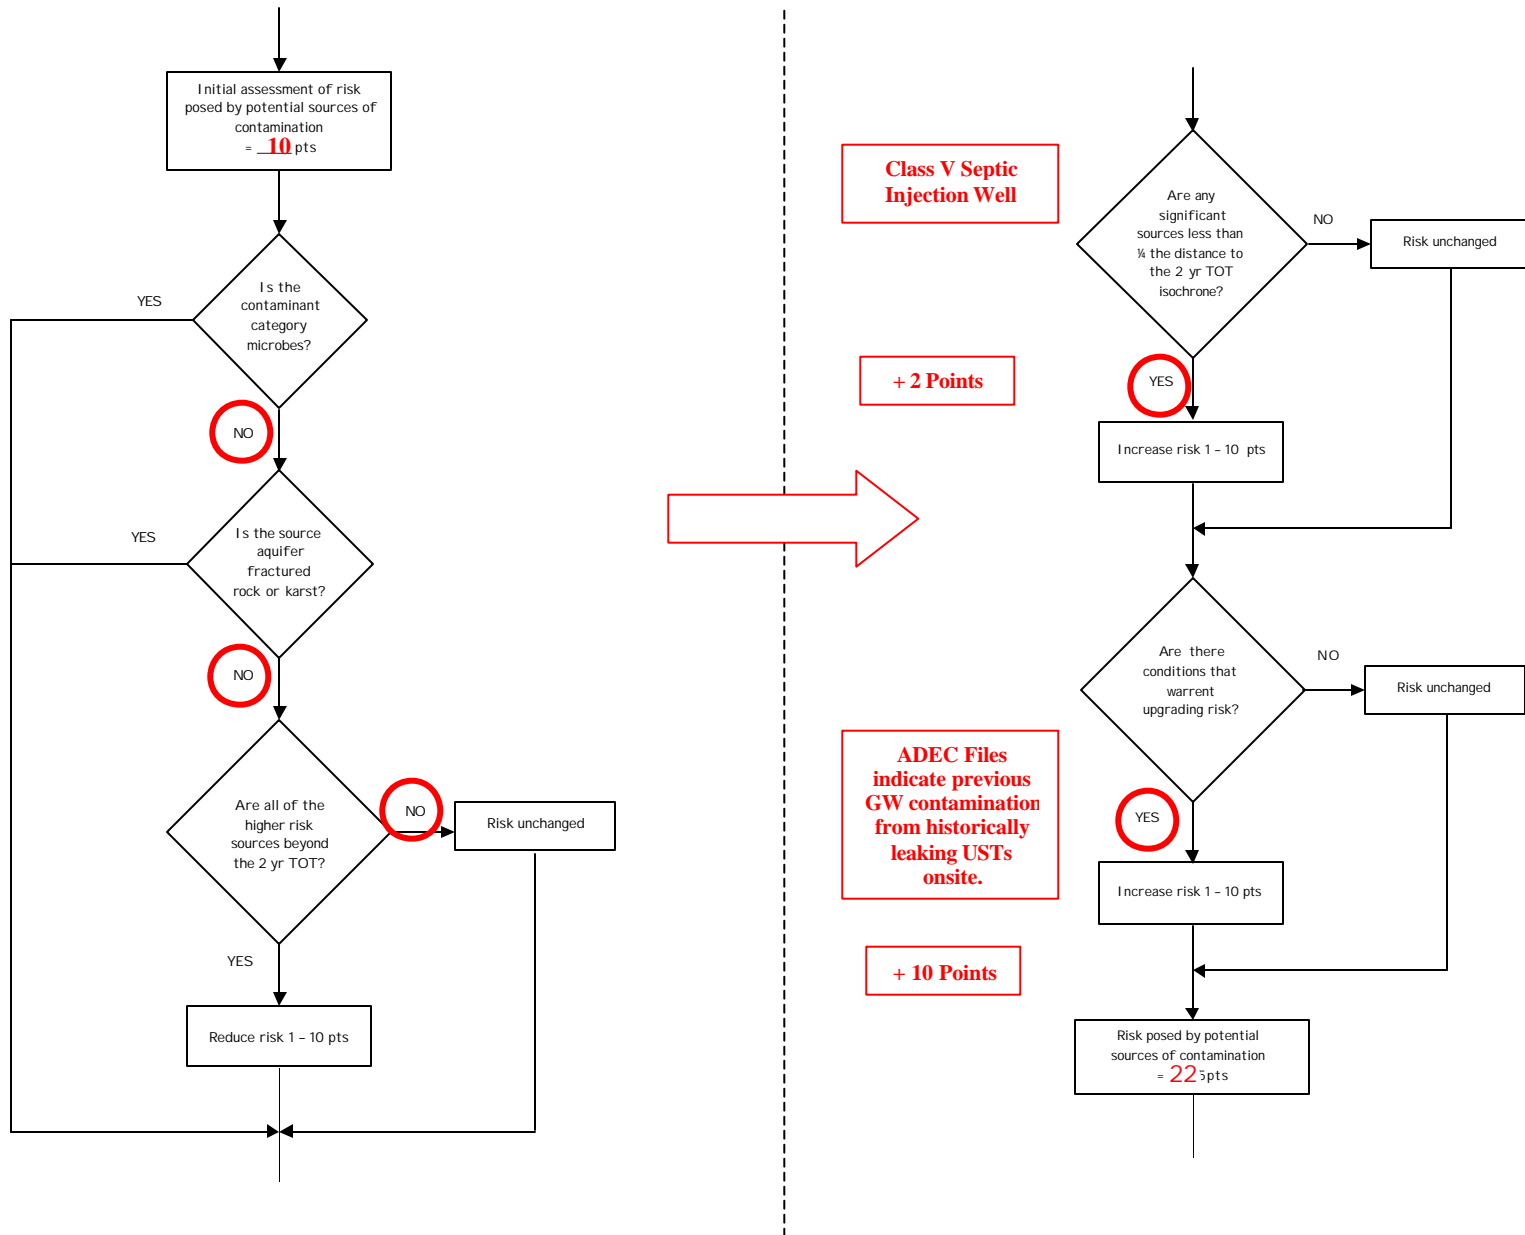 Initial assessment of risk
posed by potential sources of
contamination
= 10 pts
Is the
contaminant
category
microbes?
YES
NO
Is the source
aquifer
fractured
rock or karst?
YES
NO
Are all of the
higher risk
sources beyond
the 2 yr TOT?
NO
Risk unchanged
YES
Reduce risk 1 – 10 pts
Class V Septic
Injection Well
Are any
significant
sources less than
¼ the distance to
the 2 yr TOT
isochrone?
NO
Risk unchanged
+ 2 Points
YES
Increase risk 1 – 10 pts
Are there
conditions that
warrent
upgrading risk?
NO
Risk unchanged
ADEC Files
indicate previous
GW contamination
from historically
leaking USTs
onsite.
YES
Increase risk 1 – 10 pts
+ 10 Points
Risk posed by potential
sources of contamination
= 22 pts